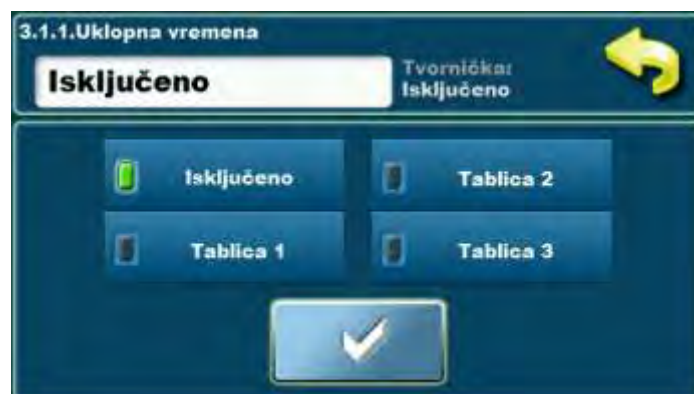 3.1.1.Uklopna vremena
Isključeno
Tvornička:
Isključeno
Isključeno
Tablica 2
Tablica 1
Tablica 3